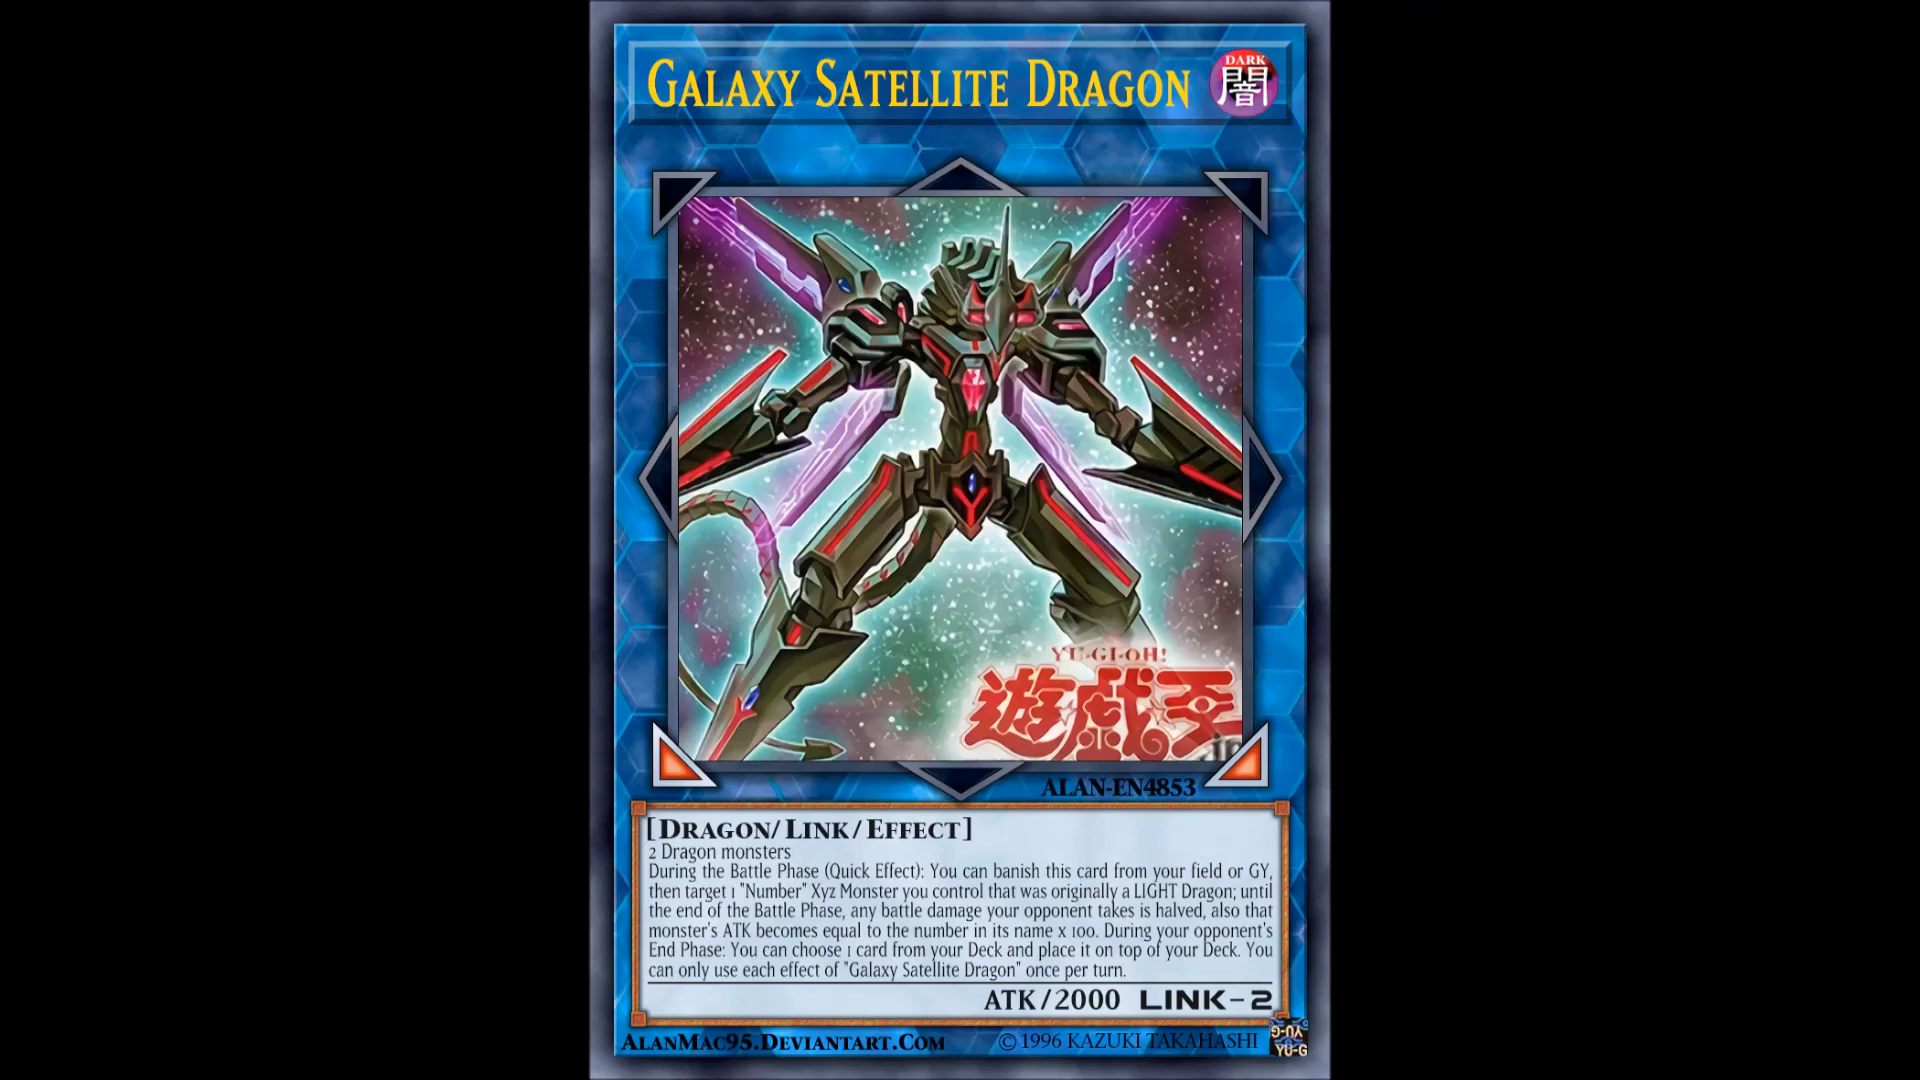 GALAXY SATELLITE DRAGON
DARK
闇
YU-GI-OH!
遊戯王
ALAN-EN4853
[DRAGON/LINK/EFFECT]
2 Dragon monsters
During the Battle Phase (Quick Effect): You can banish this card from your field or GY,
then target 1 "Number" Xyz Monster you control that was originally a LIGHT Dragon; until
the end of the Battle Phase, any battle damage your opponent takes is halved, also that
monster's ATK becomes equal to the number in its name x 100. During your opponent's
End Phase: You can choose 1 card from your Deck and place it on top of your Deck. You
can only use each effect of "Galaxy Satellite Dragon" once per turn.
ATK/2000 LINK-2
ALANMAC95.DEVIANTART.COM
©1996 KAZUKI TAKAHASHI